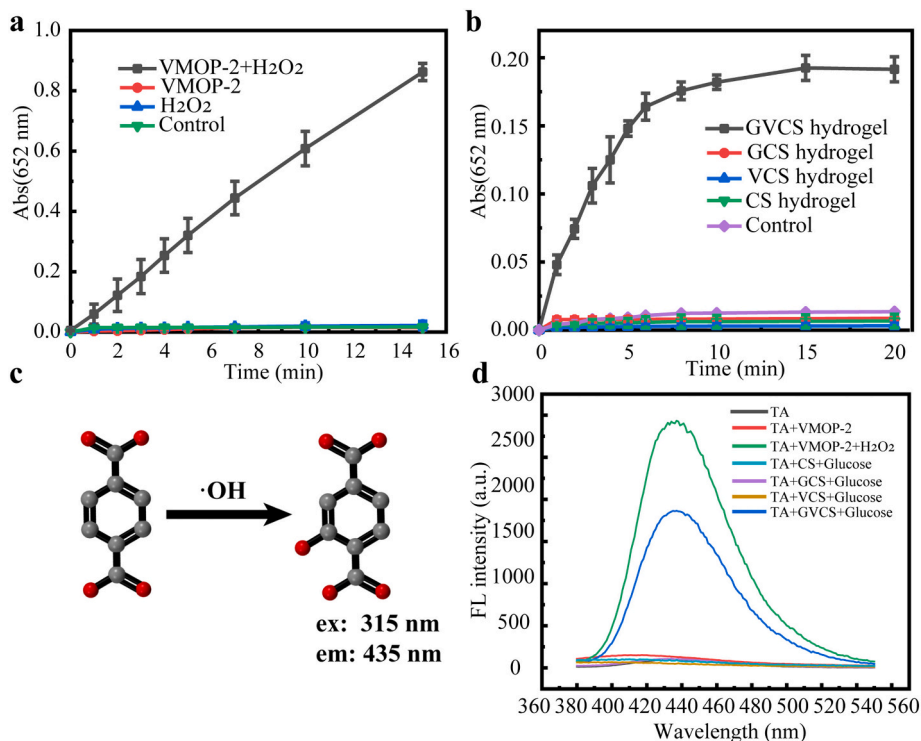 a
Abs(652 nm)
1.0
0.8
0.6
0.4
0.2
0.0
VMOP-2+H2O2
VMOP-2
H2O2
Control
0 2 4 6 8 10 12 14 16
Time (min)
b
Abs(652 nm)
0.20
0.15
0.10
0.05
0.00
GVCS hydrogel
GCS hydrogel
VCS hydrogel
CS hydrogel
Control
0 5 10 15 20
Time (min)
c
·OH
ex: 315 nm
em: 435 nm
d
FL intensity (a.u.)
3000
2500
2000
1500
1000
500
0
TA
TA+VMOP-2
TA+VMOP-2+H2O2
TA+CS+Glucose
TA+GCS+Glucose
TA+VCS+Glucose
TA+GVCS+Glucose
360 380 400 420 440 460 480 500 520 540 560
Wavelength (nm)